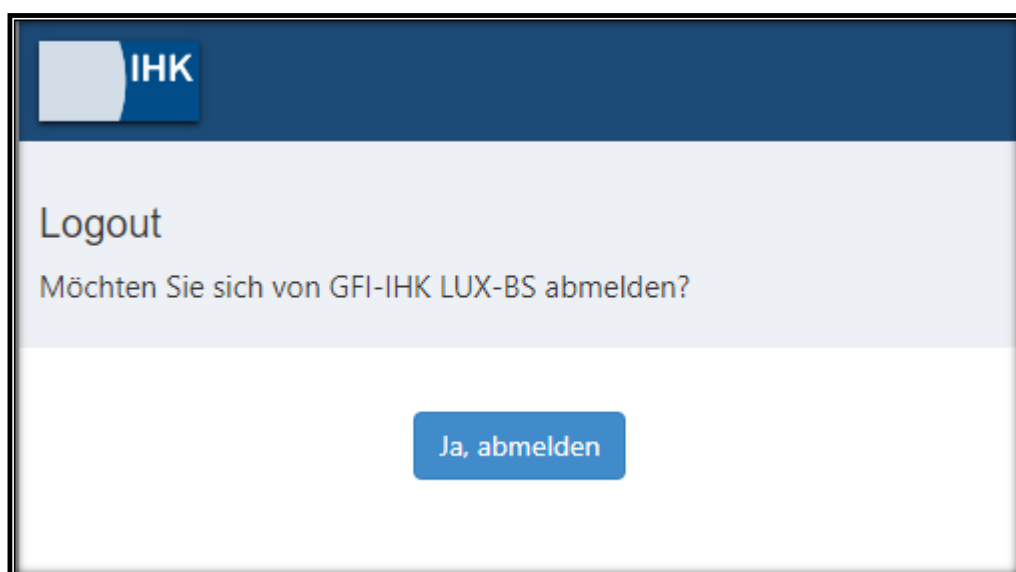 IHK
Logout
Möchten Sie sich von GFI-IHK LUX-BS abmelden?
Ja, abmelden